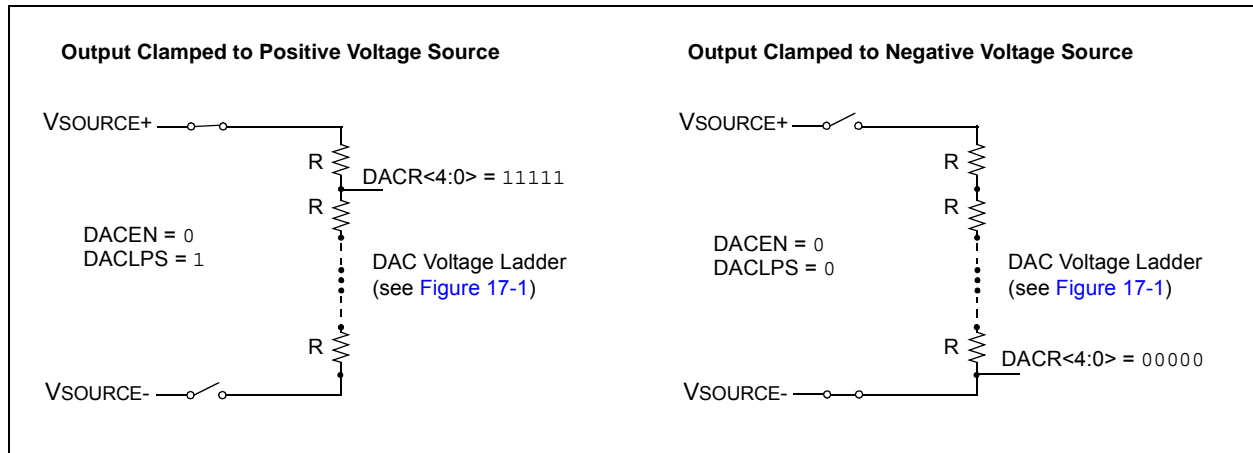 Output Clamped to Positive Voltage Source
VSOURCE+
R
DACR<4:0> = 11111
R
DACEN = 0
DACLPS = 1
DAC Voltage Ladder
(see Figure 17-1)
R
VSOURCE-
Output Clamped to Negative Voltage Source
VSOURCE+
R
R
DACEN = 0
DACLPS = 0
DAC Voltage Ladder
(see Figure 17-1)
R
DACR<4:0> = 00000
VSOURCE-